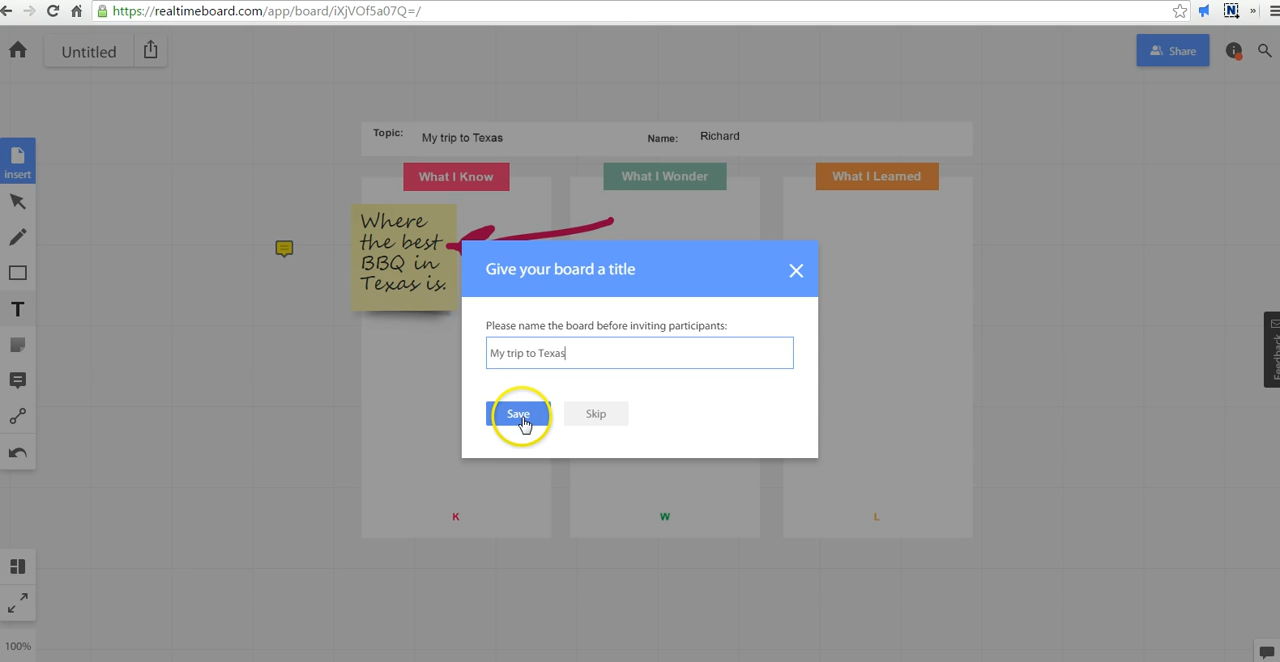 https://realtimeboard.com/app/board/iXjVOf5a07Q=/
N
»
Untitled
Share
Topic:
My trip to Texas
Name:
Richard
insert
What I Know
What I Wonder
What I Learned
Where
the best
BBQ in
Texas is.
Give your board a title
Please name the board before inviting participants:
My trip to Texas
Save
Skip
T
Feedback
K
W
L
100%